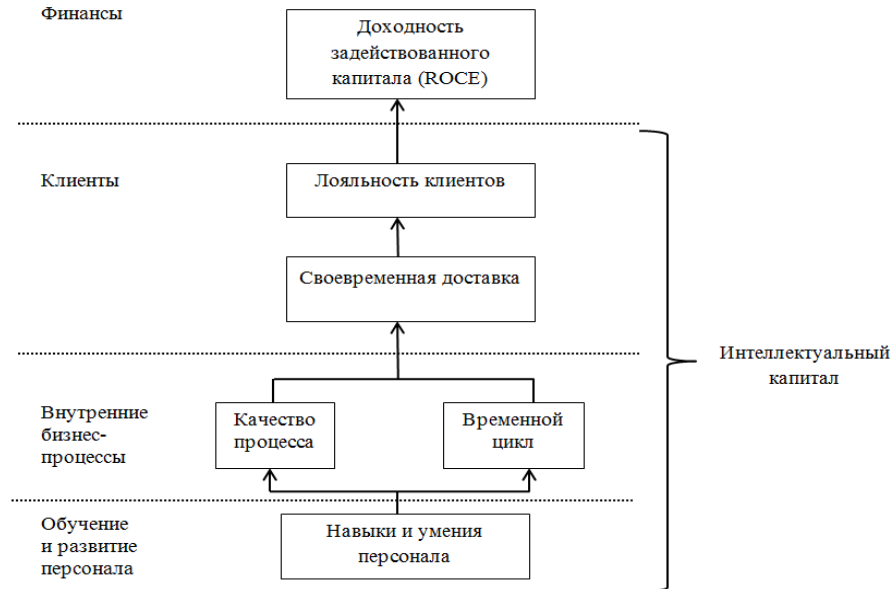 Финансы
Доходность
задействованного
капитала (ROCE)
Клиенты
Лояльность клиентов
Своевременная доставка
Интеллектуальный
капитал
Внутренние
бизнес-
процессы
Качество
процесса
Временной
цикл
Обучение
и развитие
персонала
Навыки и умения
персонала